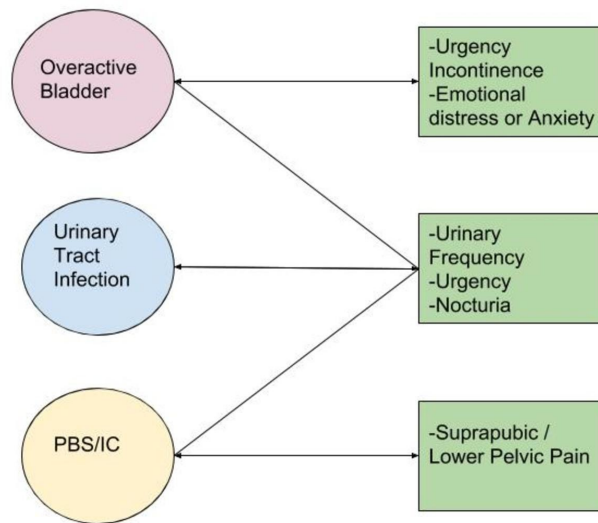 Overactive
Bladder
-Urgency
Incontinence
-Emotional
distress or Anxiety
Urinary
Tract
Infection
-Urinary
Frequency
-Urgency
-Nocturia
PBS/IC
-Suprapubic /
Lower Pelvic Pain